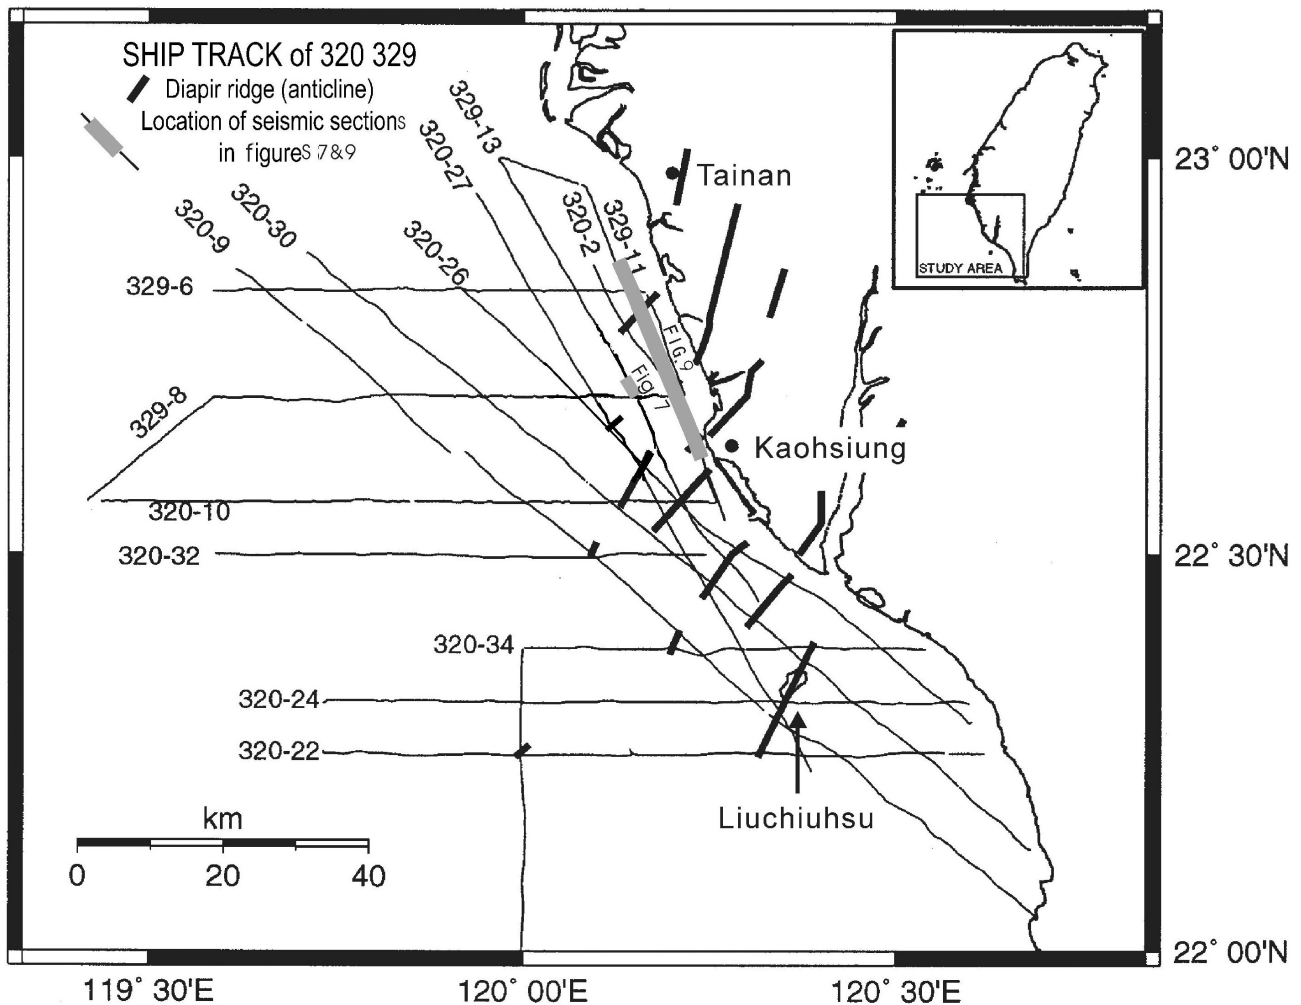 SHIP TRACK of 320 329
Diapir ridge (anticline)
Location of seismic sections
in figureS 7&9
329-13
320-27
320-30
320-9
320-26
320-2
329-11
329-6
329-8
320-10
320-32
320-34
320-24
320-22
FIG.9
Fig. 7
Tainan
Kaohsiung
Liuchiuhsu
STUDY AREA
23° 00'N
22° 30'N
22° 00'N
km
0 20 40
119° 30'E 120° 00'E 120° 30'E